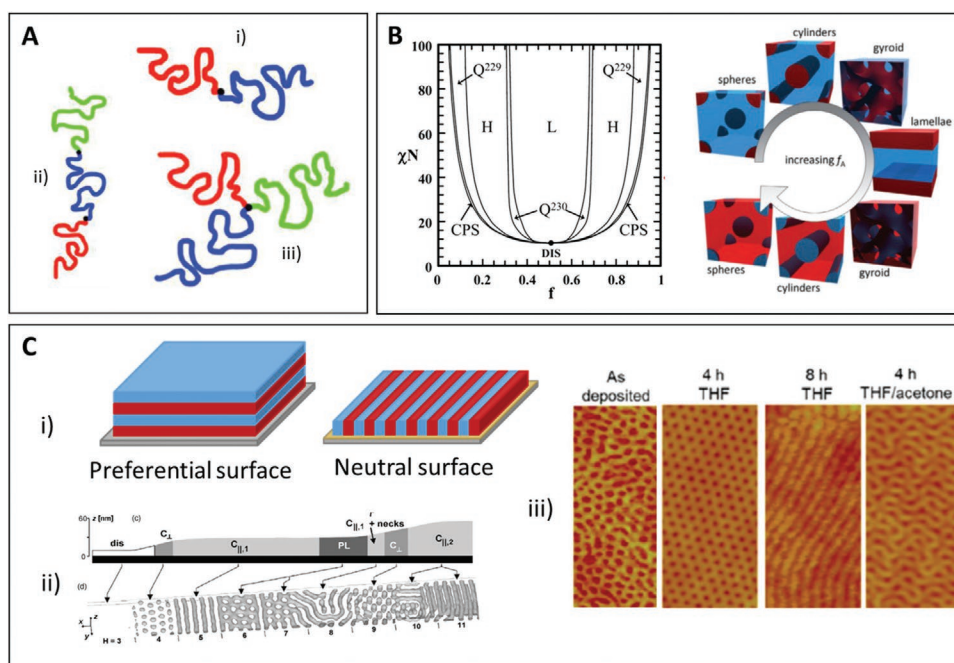 A
i)
ii)
iii)
B
100
80
60
40
20
0
χN
Q229
Q229
H
L
H
Q230
CPS
CPS
DIS
0
0.2
0.4
0.6
0.8
1
f
cylinders
spheres
gyroid
lamellae
increasing fA
spheres
cylinders
gyroid
C
i)
Preferential surface
Neutral surface
ii)
60
z [nm]
(c)
0
dis
C⊥
C||,1
PL
C||,1
+ necks
C⊥
C||,2
(d)
x
z
y
H = 3
4
5
6
7
8
9
10
11
iii)
As
deposited
4 h
THF
8 h
THF
4 h
THF/acetone